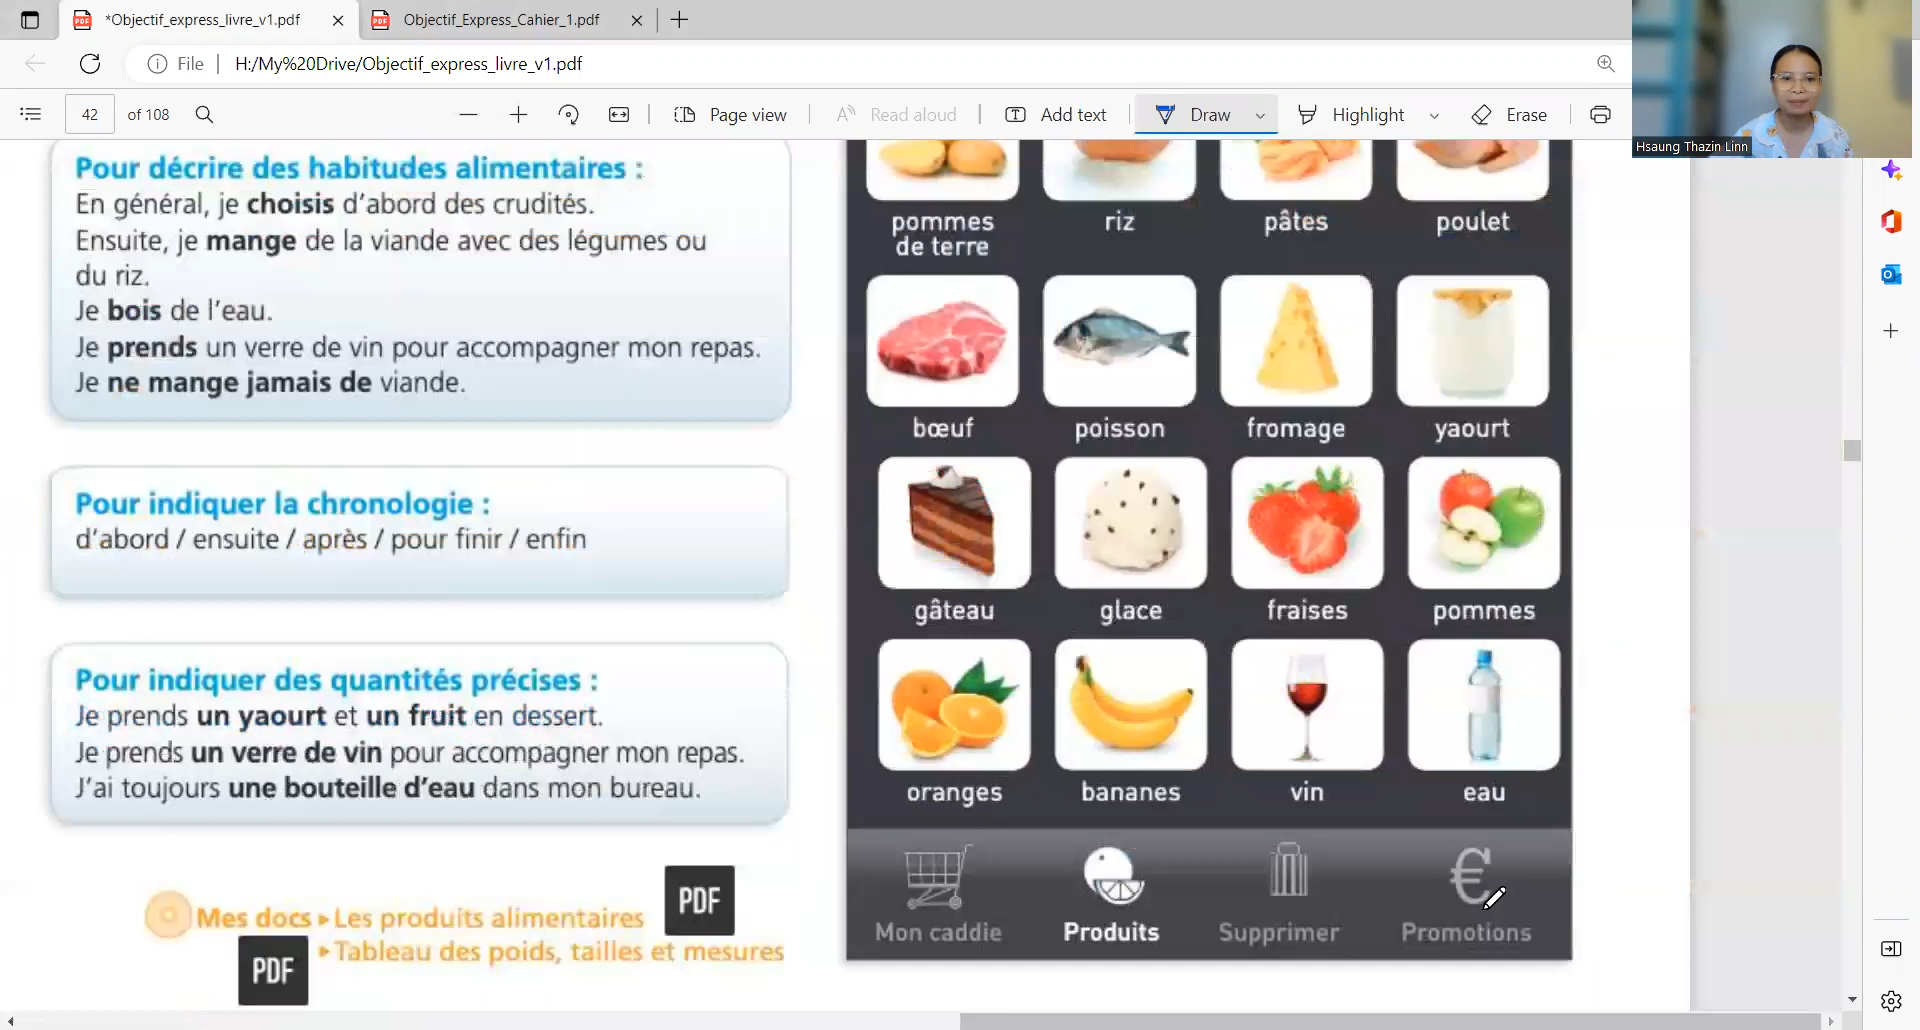 *Objectif_express_livre_v1.pdf
Objectif_Express_Cahier_1.pdf
File
H:/My%20Drive/Objectif_express_livre_v1.pdf
42 of 108
Page view
Read aloud
Add text
Draw
Highlight
Erase
Hsaung Thazin Linn
Pour décrire des habitudes alimentaires :
En général, je choisis d'abord des crudités.
Ensuite, je mange de la viande avec des légumes ou
du riz.
Je bois de l'eau.
Je prends un verre de vin pour accompagner mon repas.
Je ne mange jamais de viande.
Pour indiquer la chronologie :
d'abord / ensuite / après / pour finir / enfin
Pour indiquer des quantités précises :
Je prends un yaourt et un fruit en dessert.
Je prends un verre de vin pour accompagner mon repas.
J'ai toujours une bouteille d'eau dans mon bureau.
Mes docs ▸ Les produits alimentaires
PDF
▸ Tableau des poids, tailles et mesures
PDF
pommes
de terre
riz
pâtes
poulet
bœuf
poisson
fromage
yaourt
gâteau
glace
fraises
pommes
oranges
bananes
vin
eau
€
Mon caddie
Produits
Supprimer
Promotions